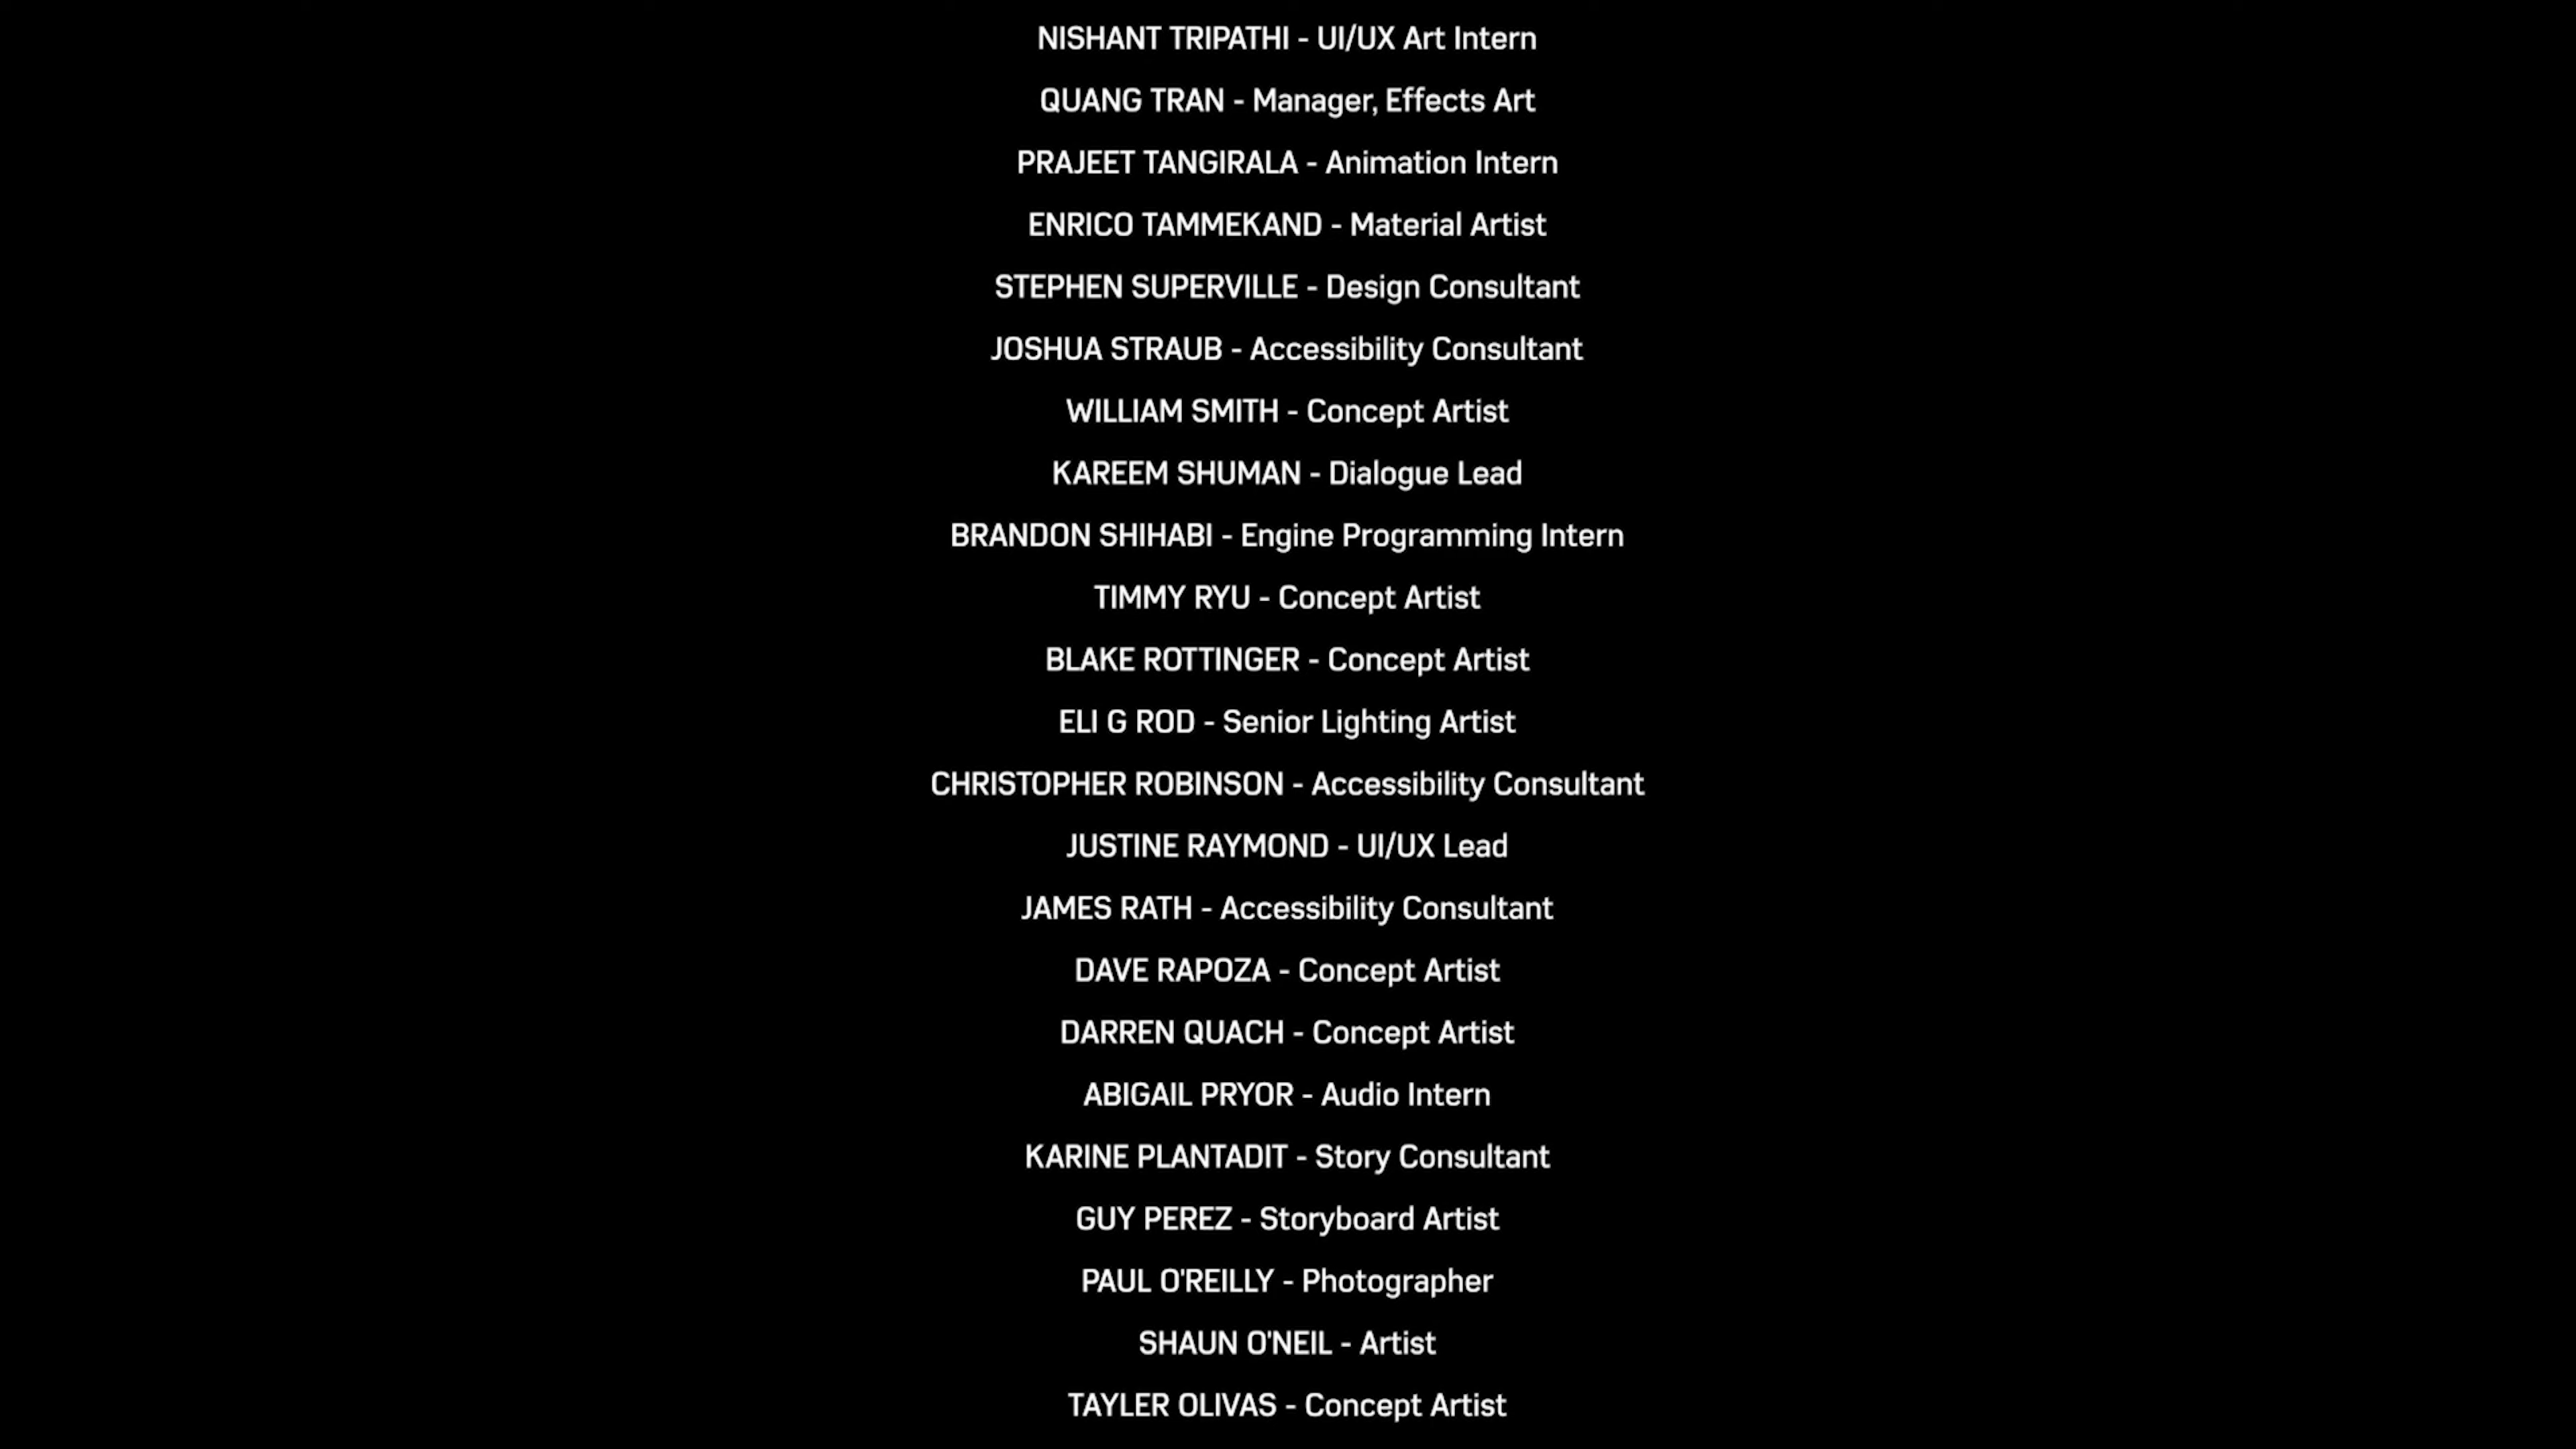 NISHANT TRIPATHI - UI/UX Art Intern
QUANG TRAN - Manager, Effects Art
PRAJEET TANGIRALA - Animation Intern
ENRICO TAMMEKAND - Material Artist
STEPHEN SUPERVILLE - Design Consultant
JOSHUA STRAUB - Accessibility Consultant
WILLIAM SMITH - Concept Artist
KAREEM SHUMAN - Dialogue Lead
BRANDON SHIHABI - Engine Programming Intern
TIMMY RYU - Concept Artist
BLAKE ROTTINGER - Concept Artist
ELI G ROD - Senior Lighting Artist
CHRISTOPHER ROBINSON - Accessibility Consultant
JUSTINE RAYMOND - UI/UX Lead
JAMES RATH - Accessibility Consultant
DAVE RAPOZA - Concept Artist
DARREN QUACH - Concept Artist
ABIGAIL PRYOR - Audio Intern
KARINE PLANTADIT - Story Consultant
GUY PEREZ - Storyboard Artist
PAUL O'REILLY - Photographer
SHAUN O'NEIL - Artist
TAYLER OLIVAS - Concept Artist